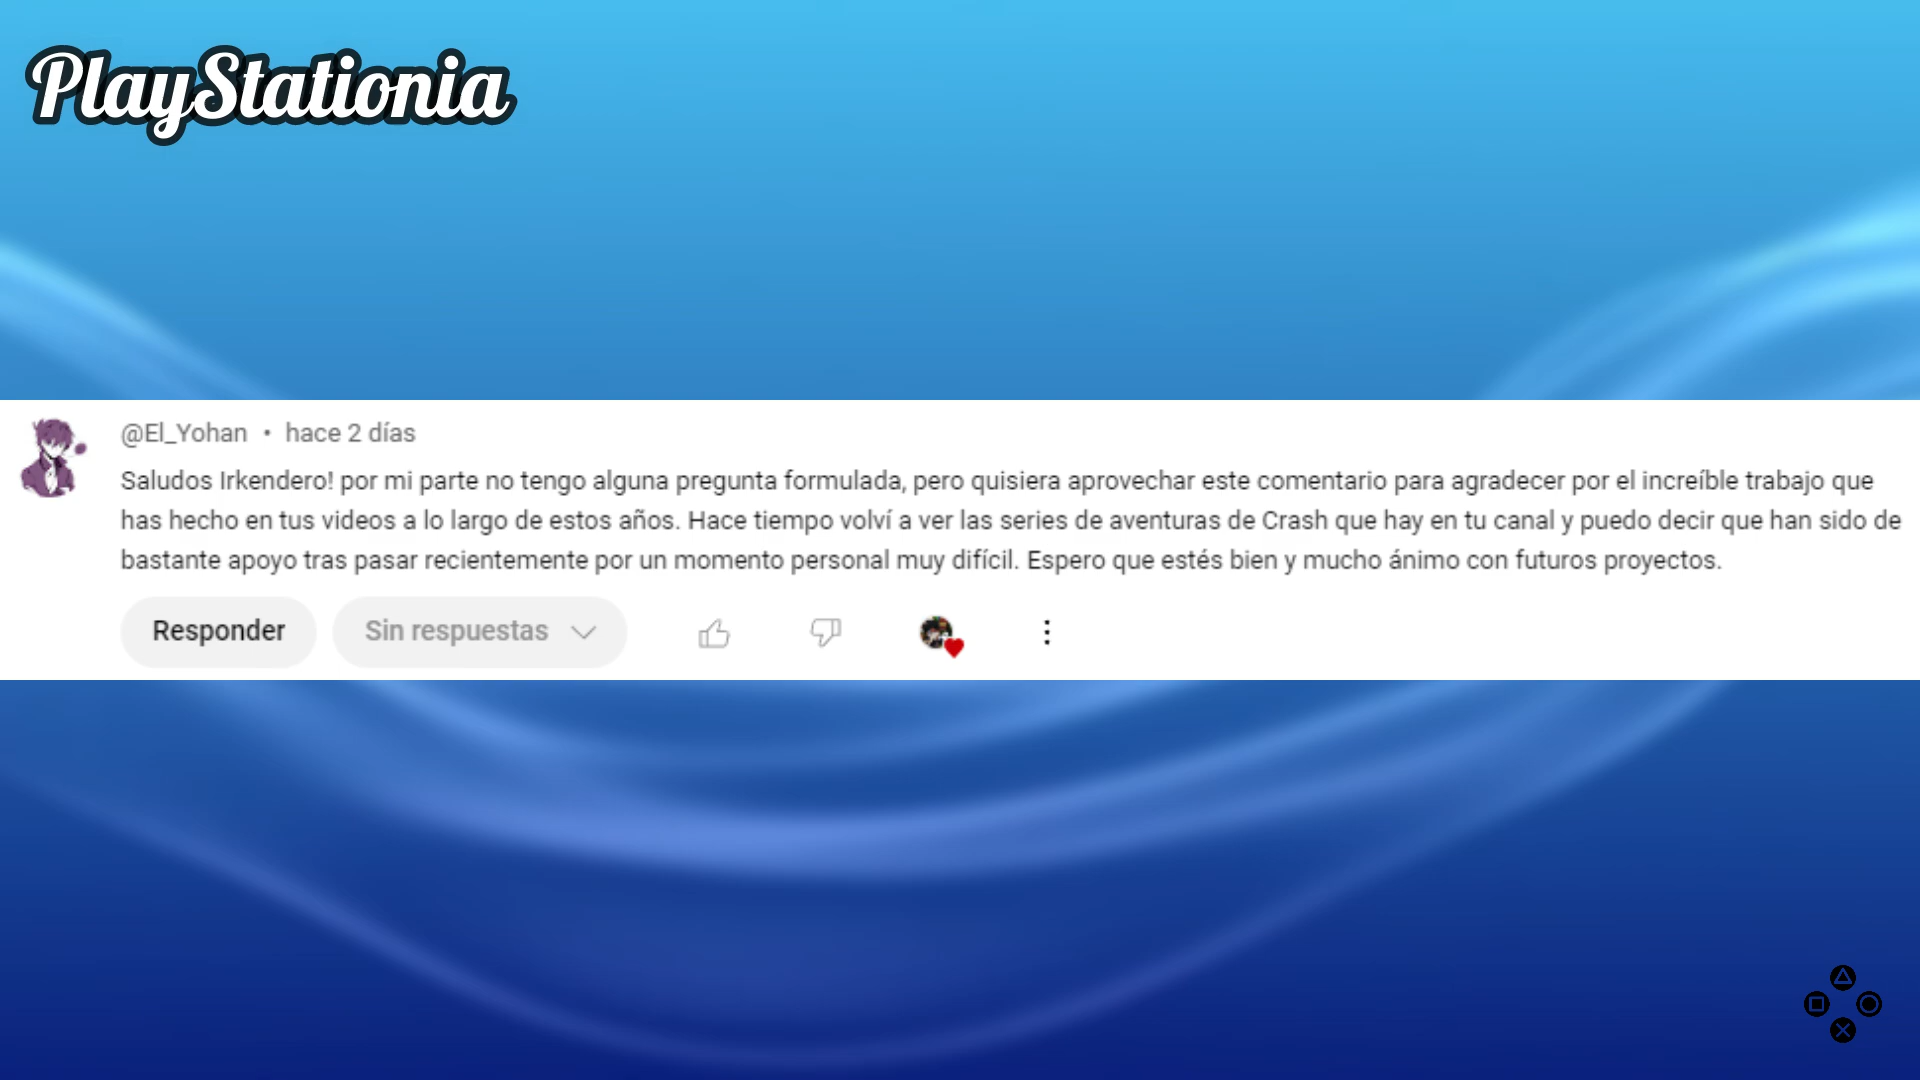 PlayStationia
@El_Yohan • hace 2 días
Saludos Irkendero! por mi parte no tengo alguna pregunta formulada, pero quisiera aprovechar este comentario para agradecer por el increíble trabajo que
has hecho en tus videos a lo largo de estos años. Hace tiempo volví a ver las series de aventuras de Crash que hay en tu canal y puedo decir que han sido de
bastante apoyo tras pasar recientemente por un momento personal muy difícil. Espero que estés bien y mucho ánimo con futuros proyectos.
Responder Sin respuestas